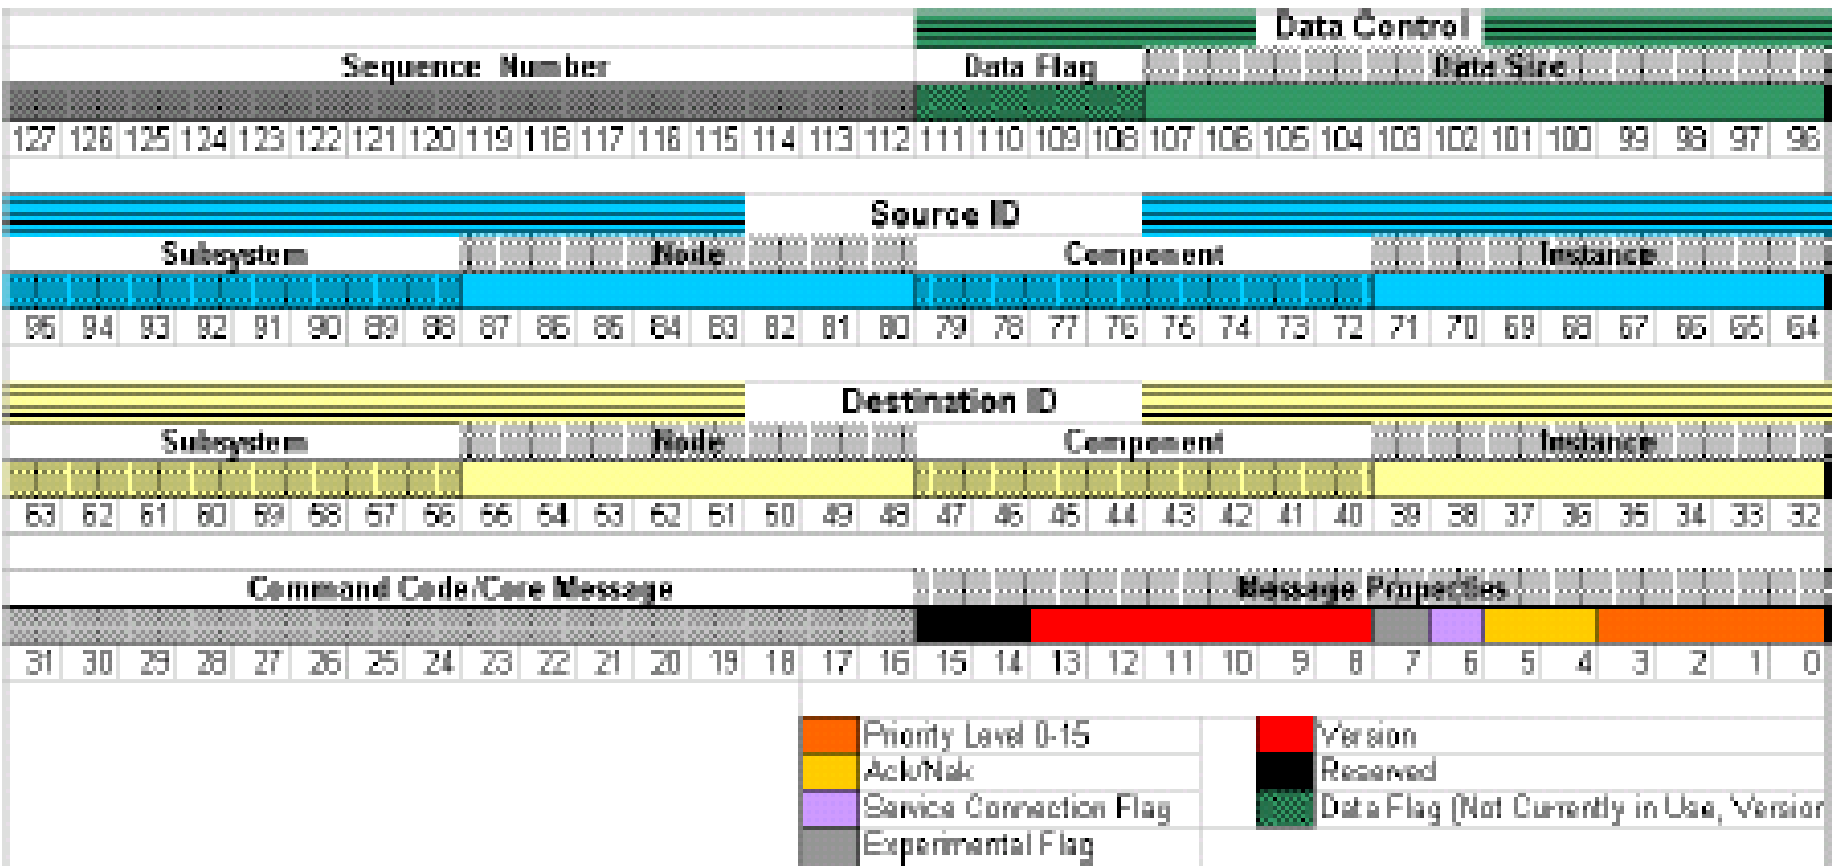 Data Control
Sequence Number Data Flag Data Size
127 126 125 124 123 122 121 120 119 118 117 116 115 114 113 112 111 110 109 108 107 106 105 104 103 102 101 100 99 98 97 96
Source ID
Subsystem Node Component Instance
95 94 93 92 91 90 89 88 87 86 85 84 83 82 81 80 79 78 77 76 75 74 73 72 71 70 69 68 67 66 65 64
Destination ID
Subsystem Node Component Instance
63 62 61 60 59 58 57 56 55 54 53 52 51 50 49 48 47 46 45 44 43 42 41 40 39 38 37 36 35 34 33 32
Command Code/Core Message Message Properties
31 30 29 28 27 26 25 24 23 22 21 20 19 18 17 16 15 14 13 12 11 10 9 8 7 6 5 4 3 2 1 0
Priority Level 0-15 Version
Ack/Nak Reserved
Service Connection Flag Data Flag (Not Currently in Use, Version
Experimental Flag